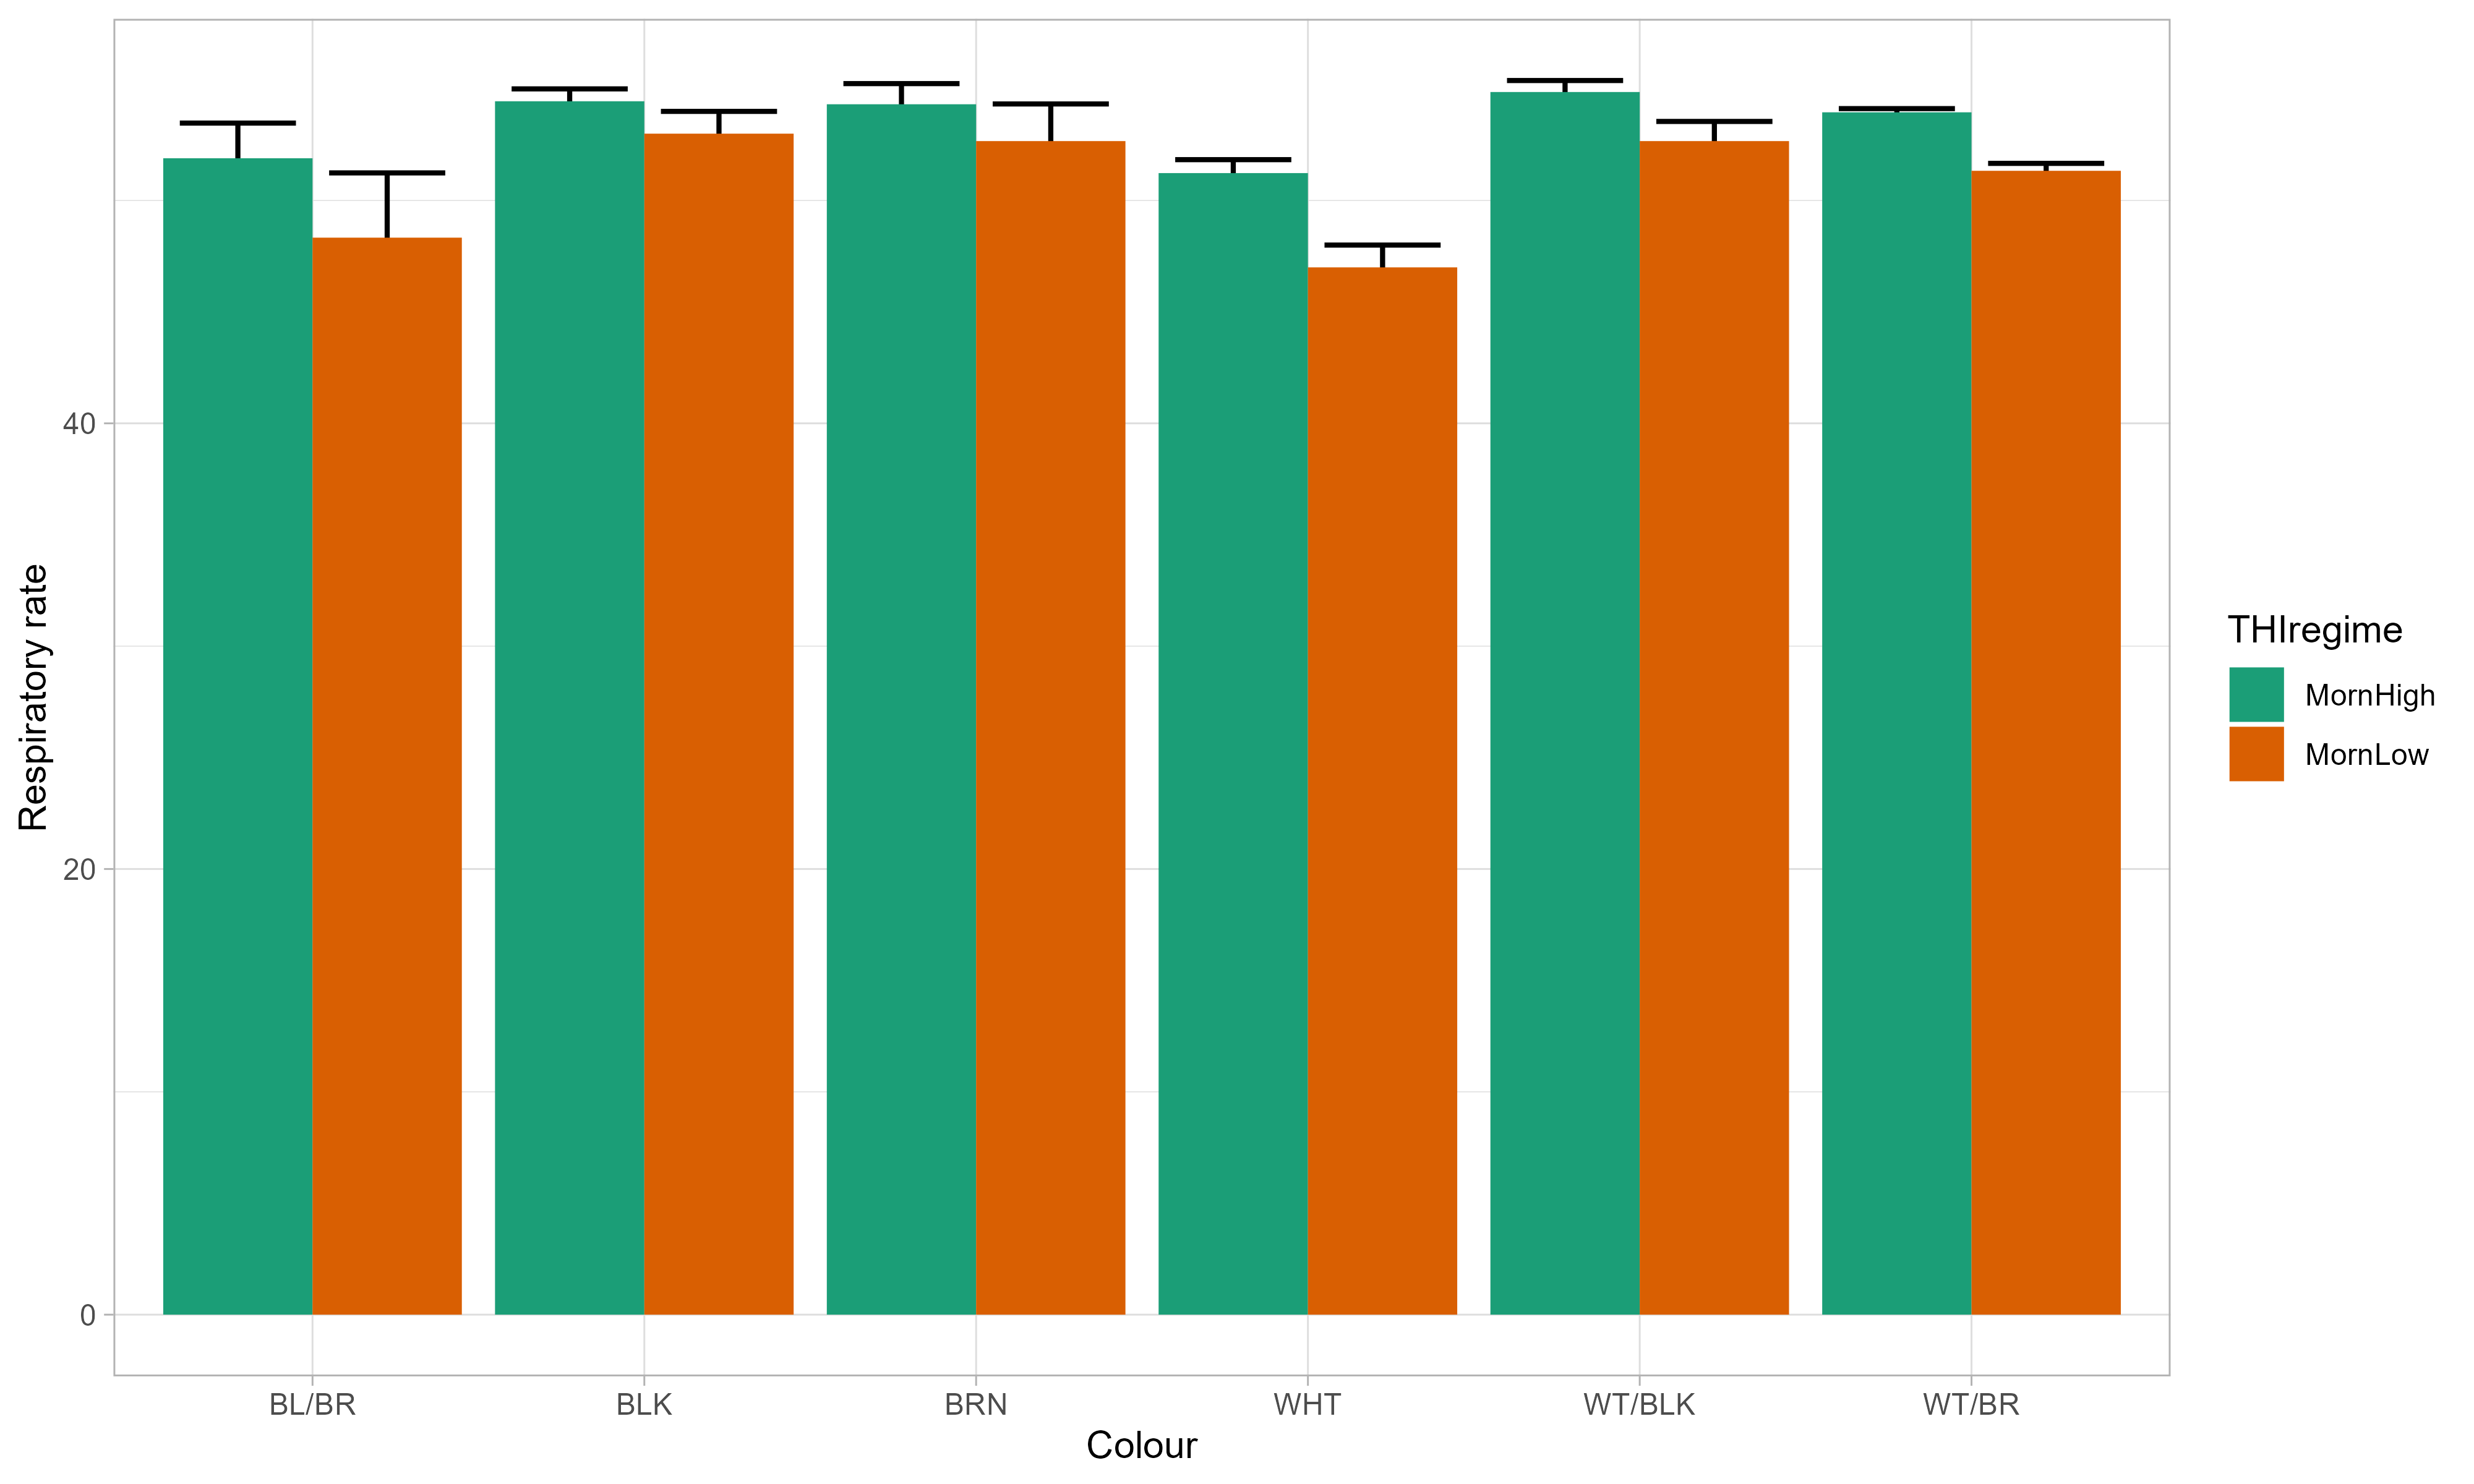 40
20
0
Respiratory rate
BL/BR
BLK
BRN
WHT
WT/BLK
WT/BR
Colour
THIregime
MornHigh
MornLow